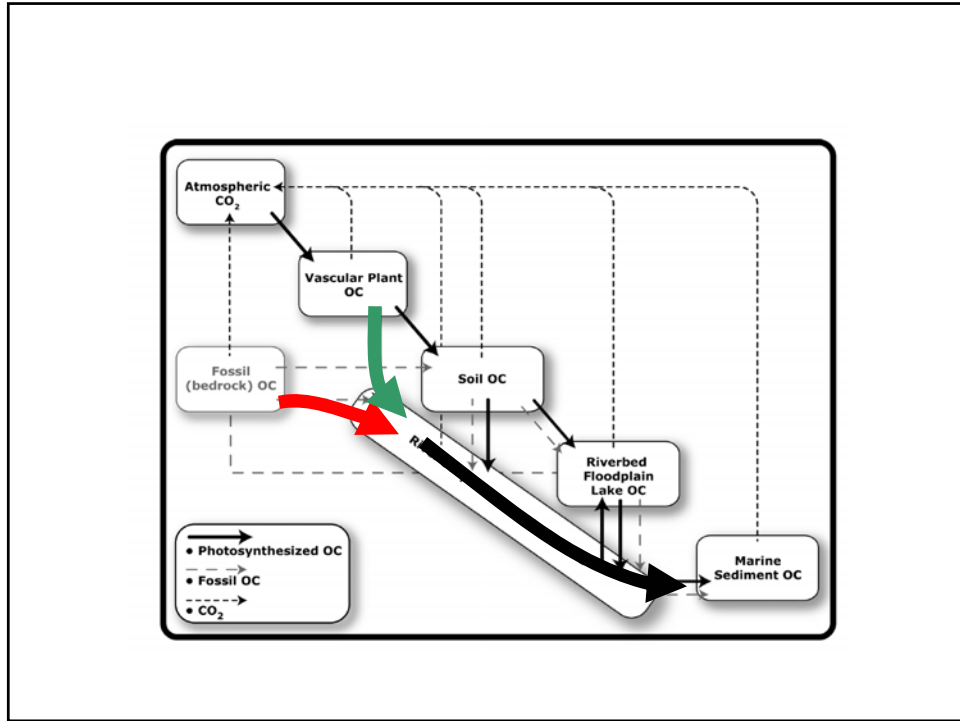 Atmospheric
CO₂
Vascular Plant
OC
Fossil
(bedrock) OC
Soil OC
Riverbed
Floodplain
Lake OC
Marine
Sediment OC
• Photosynthesized OC
• Fossil OC
• CO₂